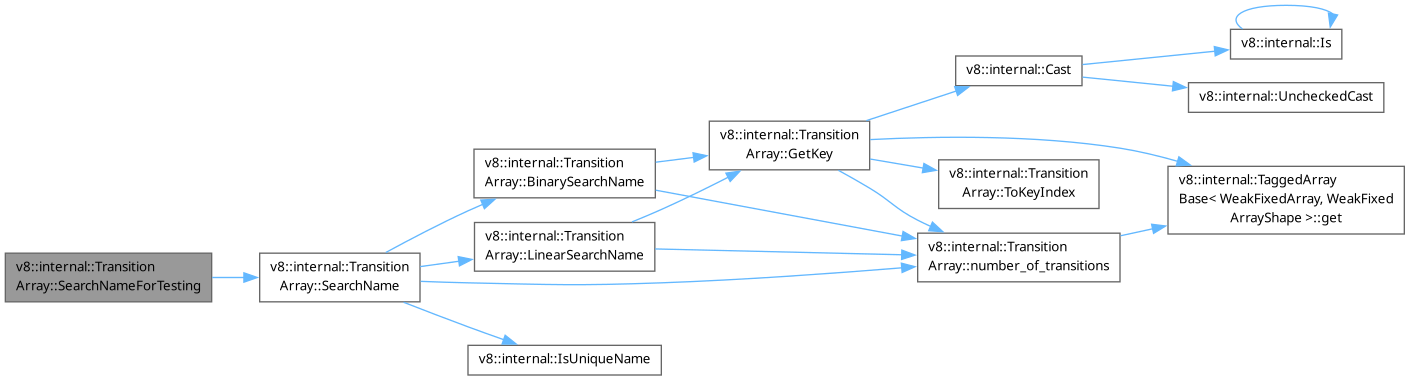 v8::internal::Transition
Array::SearchNameForTesting
v8::internal::Transition
Array::SearchName
v8::internal::Transition
Array::BinarySearchName
v8::internal::Transition
Array::LinearSearchName
v8::internal::IsUniqueName
v8::internal::Transition
Array::GetKey
v8::internal::Cast
v8::internal::Transition
Array::ToKeyIndex
v8::internal::Transition
Array::number_of_transitions
v8::internal::Is
v8::internal::UncheckedCast
v8::internal::TaggedArray
Base< WeakFixedArray, WeakFixed
ArrayShape >::get